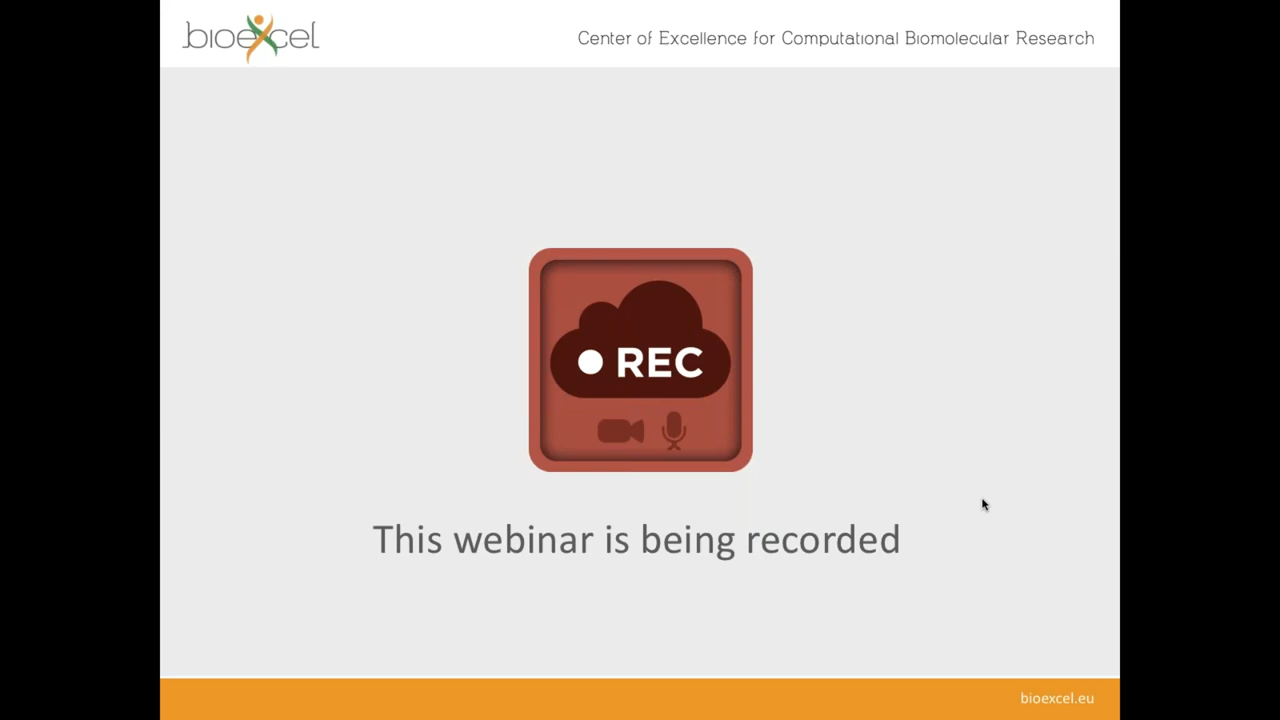 bioexcel
Center of Excellence for Computational Biomolecular Research
REC
This webinar is being recorded
bioexcel.eu